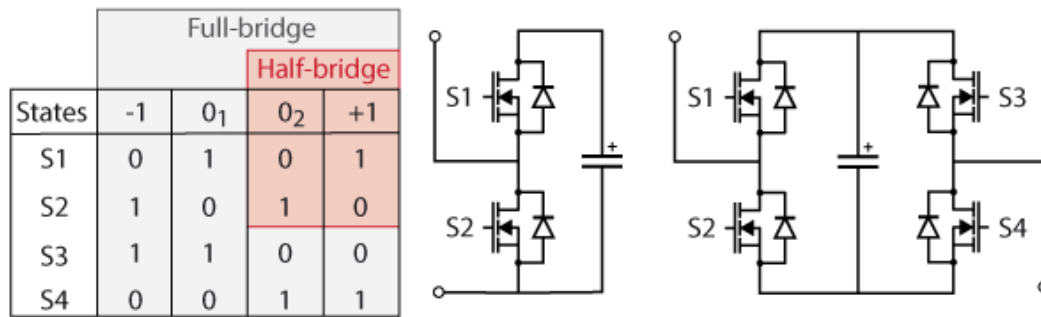 Full-bridge
Half-bridge
States -1 0₁ 0₂ +1
S1 0 1 0 1
S2 1 0 1 0
S3 1 1 0 0
S4 0 0 1 1
S1
+
S2
S1 + S3
S2 S4